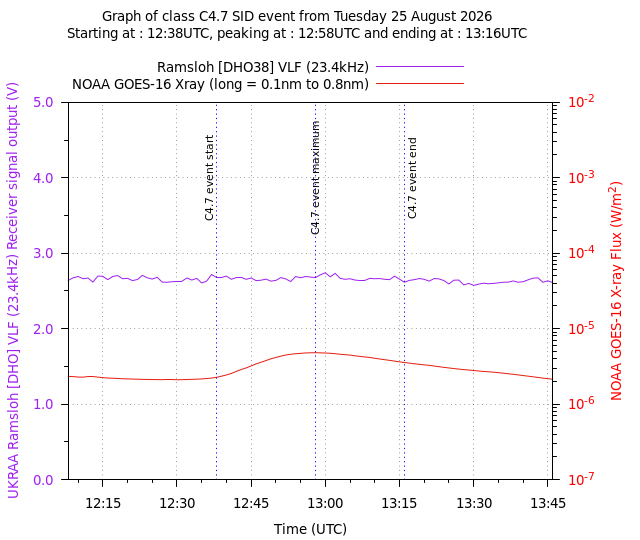 Graph of class C4.7 SID event from Tuesday 25 August 2026
Starting at : 12:38UTC, peaking at : 12:58UTC and ending at : 13:16UTC
Ramsloh [DHO38] VLF (23.4kHz)
NOAA GOES-16 Xray (long = 0.1nm to 0.8nm)
UKRAA Ramsloh [DHO] VLF (23.4kHz) Receiver signal output (V)
5.0
4.0
3.0
2.0
1.0
0.0
C4.7 event start
C4.7 event maximum
C4.7 event end
10⁻²
10⁻³
10⁻⁴
10⁻⁵
10⁻⁶
10⁻⁷
NOAA GOES-16 X-ray Flux (W/m²)
12:15 12:30 12:45 13:00 13:15 13:30 13:45
Time (UTC)